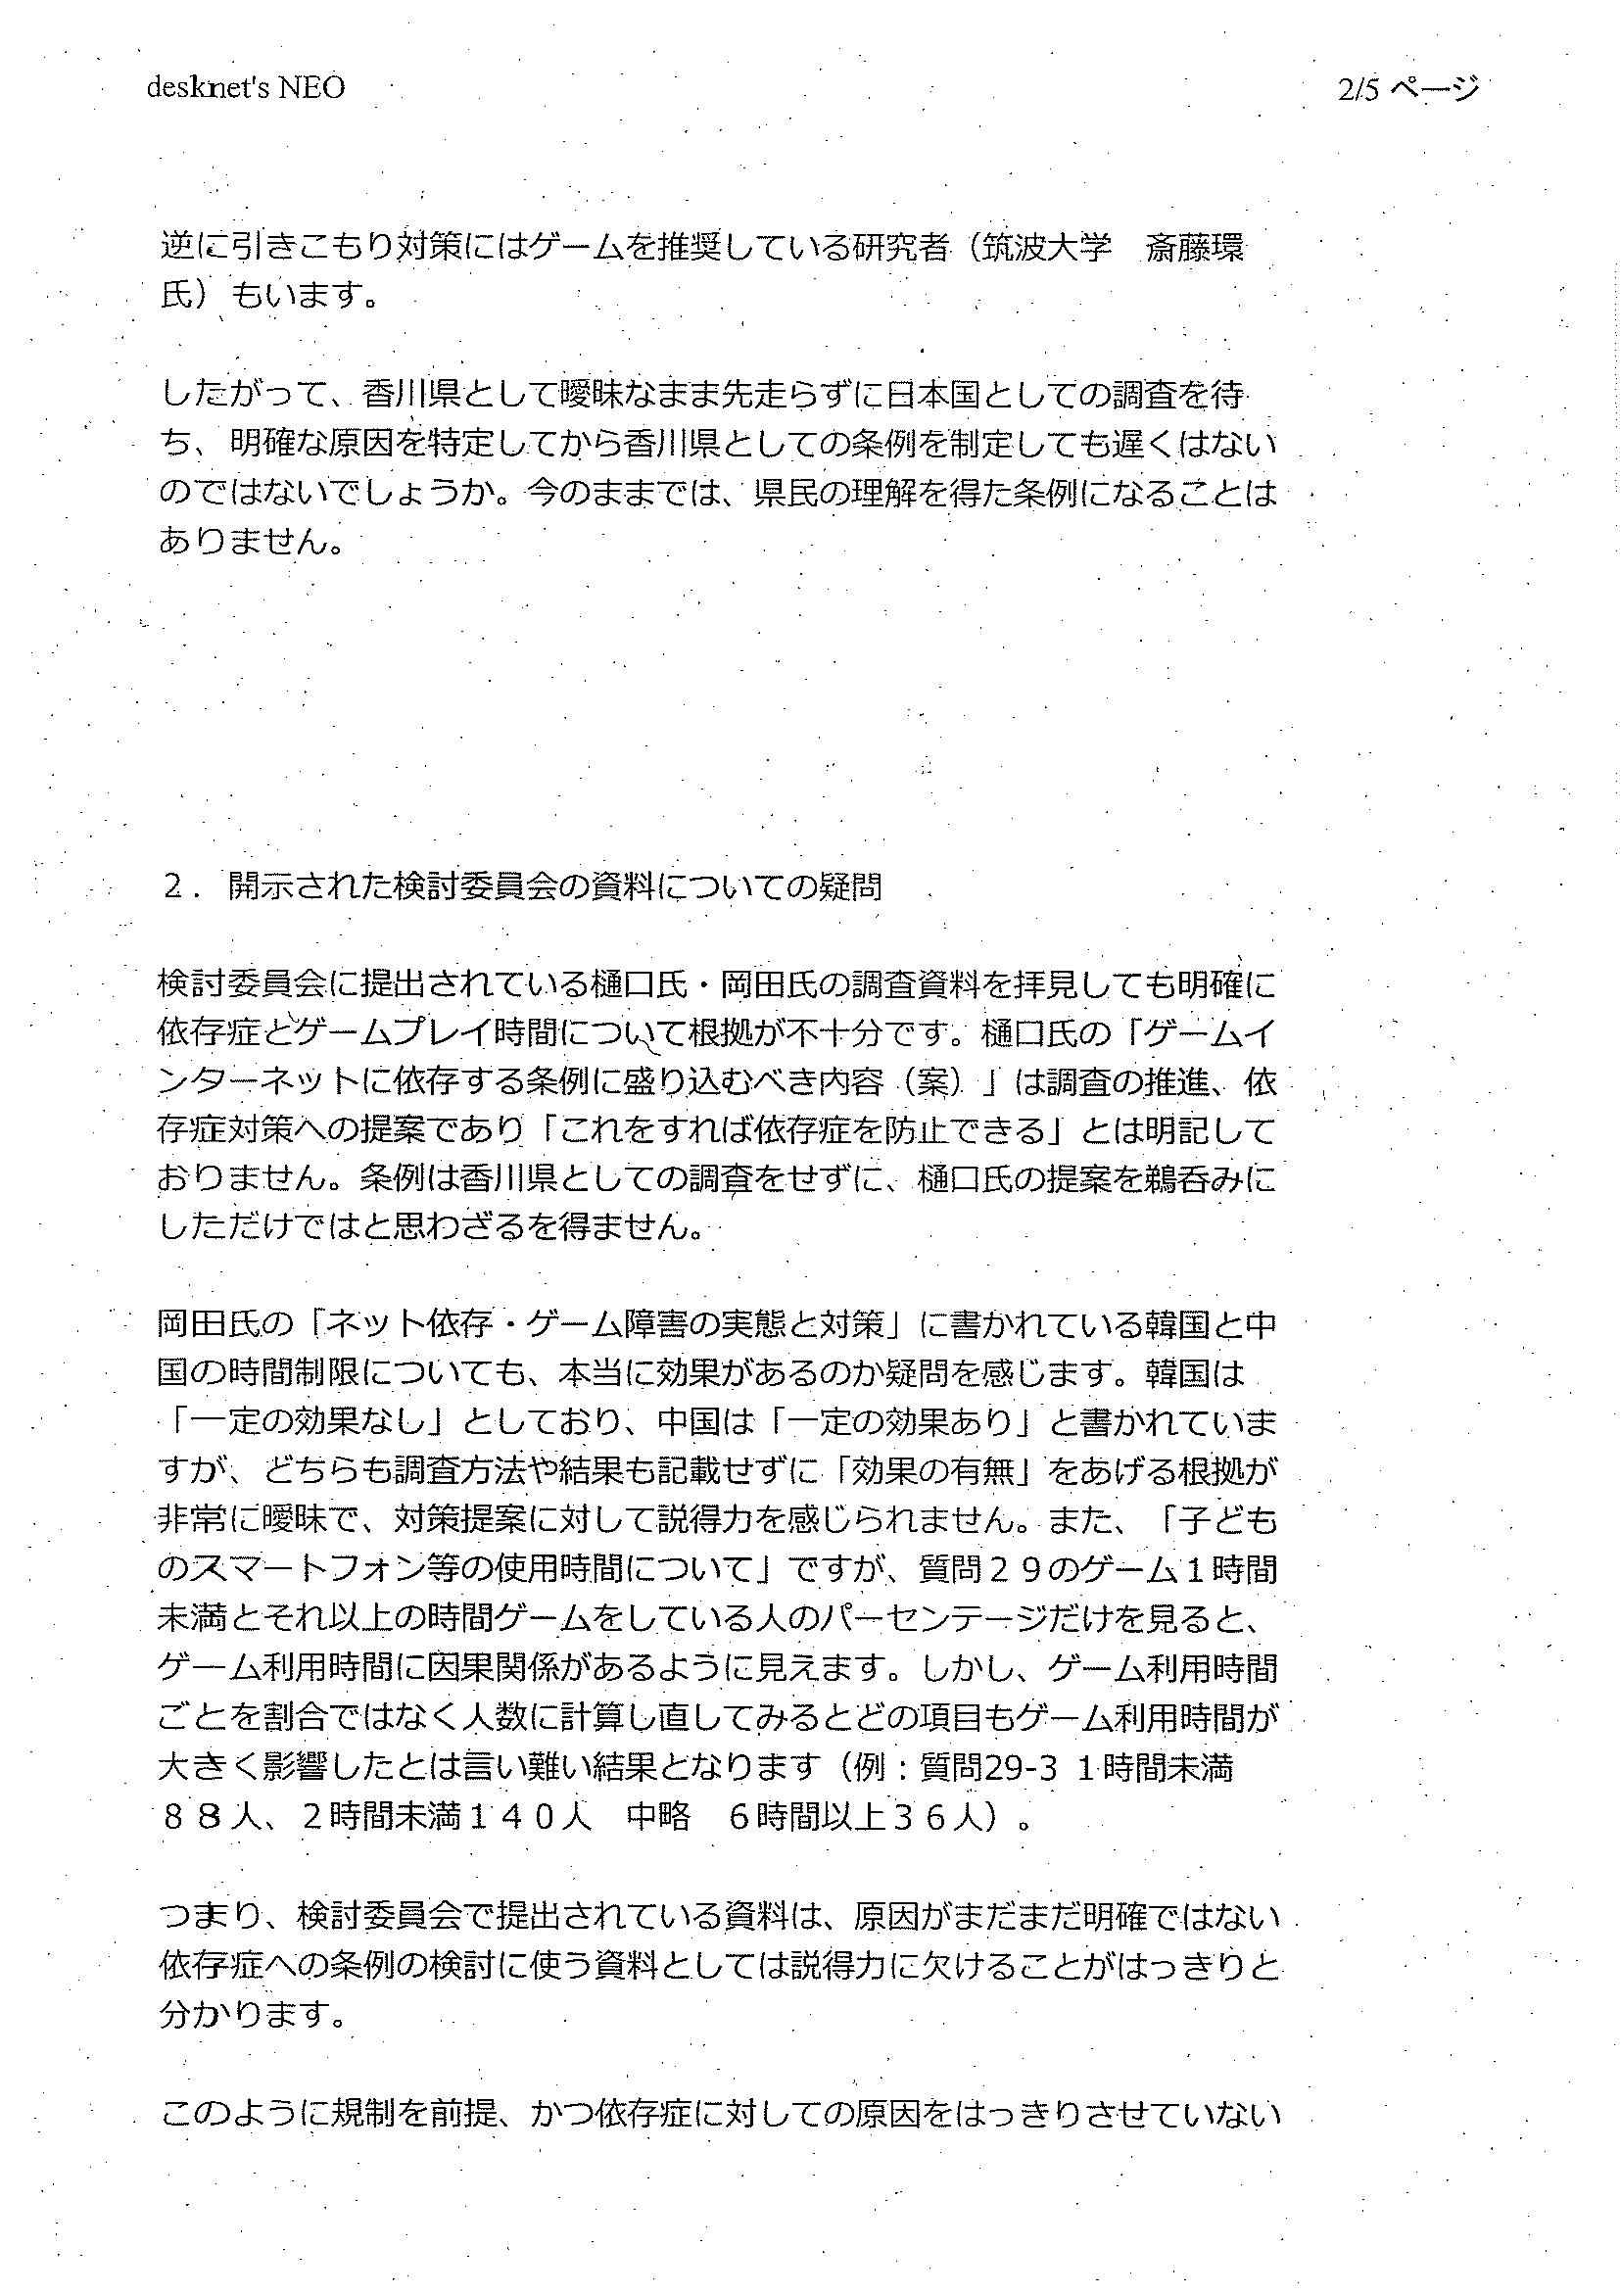 desknet's NEO
2/5 ページ
逆に引きこもり対策にはゲームを推奨している研究者（筑波大学　斎藤環
氏）もいます。
したがって、香川県として曖昧なまま先走らずに日本国としての調査を待
ち、明確な原因を特定してから香川県としての条例を制定しても遅くはない
のではないでしょうか。今のままでは、県民の理解を得た条例になることは
ありません。
２．開示された検討委員会の資料についての疑問
検討委員会に提出されている樋口氏・岡田氏の調査資料を拝見しても明確に
依存症とゲームプレイ時間について根拠が不十分です。樋口氏の「ゲームイ
ンターネットに依存する条例に盛り込むべき内容（案）」は調査の推進、依
存症対策への提案であり「これをすれば依存症を防止できる」とは明記して
おりません。条例は香川県としての調査をせずに、樋口氏の提案を鵜呑みに
しただけではと思わざるを得ません。
岡田氏の「ネット依存・ゲーム障害の実態と対策」に書かれている韓国と中
国の時間制限についても、本当に効果があるのか疑問を感じます。韓国は
「一定の効果なし」としており、中国は「一定の効果あり」と書かれていま
すが、どちらも調査方法や結果も記載せずに「効果の有無」をあげる根拠が
非常に曖昧で、対策提案に対して説得力を感じられません。また、「子ども
のスマートフォン等の使用時間について」ですが、質問２９のゲーム１時間
未満とそれ以上の時間ゲームをしている人のパーセンテージだけを見ると、
ゲーム利用時間に因果関係があるように見えます。しかし、ゲーム利用時間
ごとを割合ではなく人数に計算し直してみるとどの項目もゲーム利用時間が
大きく影響したとは言い難い結果となります（例：質問29-3 １時間未満
８８人、２時間未満１４０人　中略　６時間以上３６人）。
つまり、検討委員会で提出されている資料は、原因がまだまだ明確ではない
依存症への条例の検討に使う資料としては説得力に欠けることがはっきりと
分かります。
このように規制を前提、かつ依存症に対しての原因をはっきりさせていない